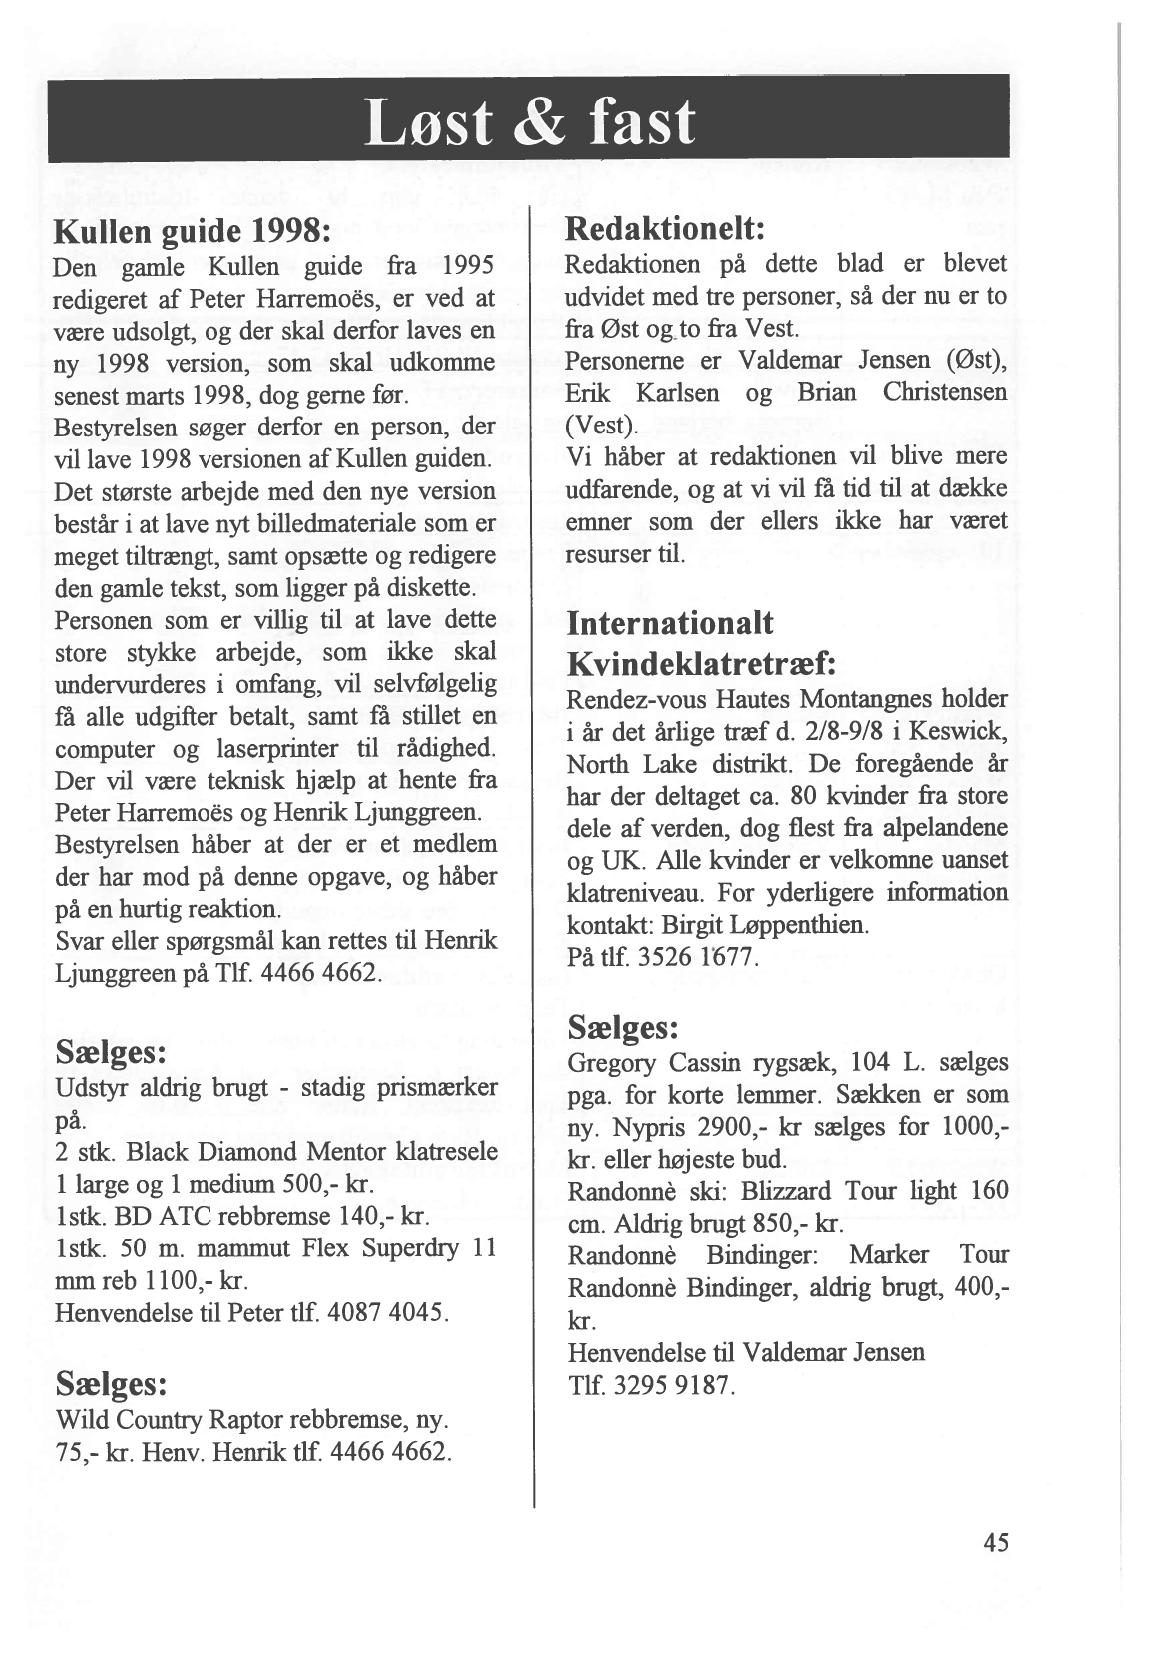 Løst & fast
Kullen guide 1998:
Den gamle Kullen guide fra 1995
redigeret af Peter Harremoës, er ved at
være udsolgt, og der skal derfor laves en
ny 1998 version, som skal udkomme
senest marts 1998, dog gerne før.
Bestyrelsen søger derfor en person, der
vil lave 1998 versionen af Kullen guiden.
Det største arbejde med den nye version
består i at lave nyt billedmateriale som er
meget tiltrængt, samt opsætte og redigere
den gamle tekst, som ligger på diskette.
Personen som er villig til at lave dette
store stykke arbejde, som ikke skal
undervurderes i omfang, vil selvfølgelig
få alle udgifter betalt, samt få stillet en
computer og laserprinter til rådighed.
Der vil være teknisk hjælp at hente fra
Peter Harremoës og Henrik Ljunggreen.
Bestyrelsen håber at der er et medlem
der har mod på denne opgave, og håber
på en hurtig reaktion.
Svar eller spørgsmål kan rettes til Henrik
Ljunggreen på Tlf. 4466 4662.
Sælges:
Udstyr aldrig brugt - stadig prismærker
på.
2 stk. Black Diamond Mentor klatresele
1 large og 1 medium 500,- kr.
1stk. BD ATC rebbremse 140,- kr.
1stk. 50 m. mammut Flex Superdry 11
mm reb 1100,- kr.
Henvendelse til Peter tlf. 4087 4045.
Sælges:
Wild Country Raptor rebbremse, ny.
75,- kr. Henv. Henrik tlf. 4466 4662.
Redaktionelt:
Redaktionen på dette blad er blevet
udvidet med tre personer, så der nu er to
fra Øst og to fra Vest.
Personerne er Valdemar Jensen (Øst),
Erik Karlsen og Brian Christensen
(Vest).
Vi håber at redaktionen vil blive mere
udfarende, og at vi vil få tid til at dække
emner som der ellers ikke har været
resurser til.
Internationalt
Kvindeklatretræf:
Rendez-vous Hautes Montangnes holder
i år det årlige træf d. 2/8-9/8 i Keswick,
North Lake distrikt. De foregående år
har der deltaget ca. 80 kvinder fra store
dele af verden, dog flest fra alpelandene
og UK. Alle kvinder er velkomne uanset
klatreniveau. For yderligere information
kontakt: Birgit Løppenthien.
På tlf. 3526 1677.
Sælges:
Gregory Cassin rygsæk, 104 L. sælges
pga. for korte lemmer. Sækken er som
ny. Nypris 2900,- kr sælges for 1000,-
kr. eller højeste bud.
Randonnè ski: Blizzard Tour light 160
cm. Aldrig brugt 850,- kr.
Randonnè Bindinger: Marker Tour
Randonnè Bindinger, aldrig brugt, 400,-
kr.
Henvendelse til Valdemar Jensen
Tlf. 3295 9187.
45